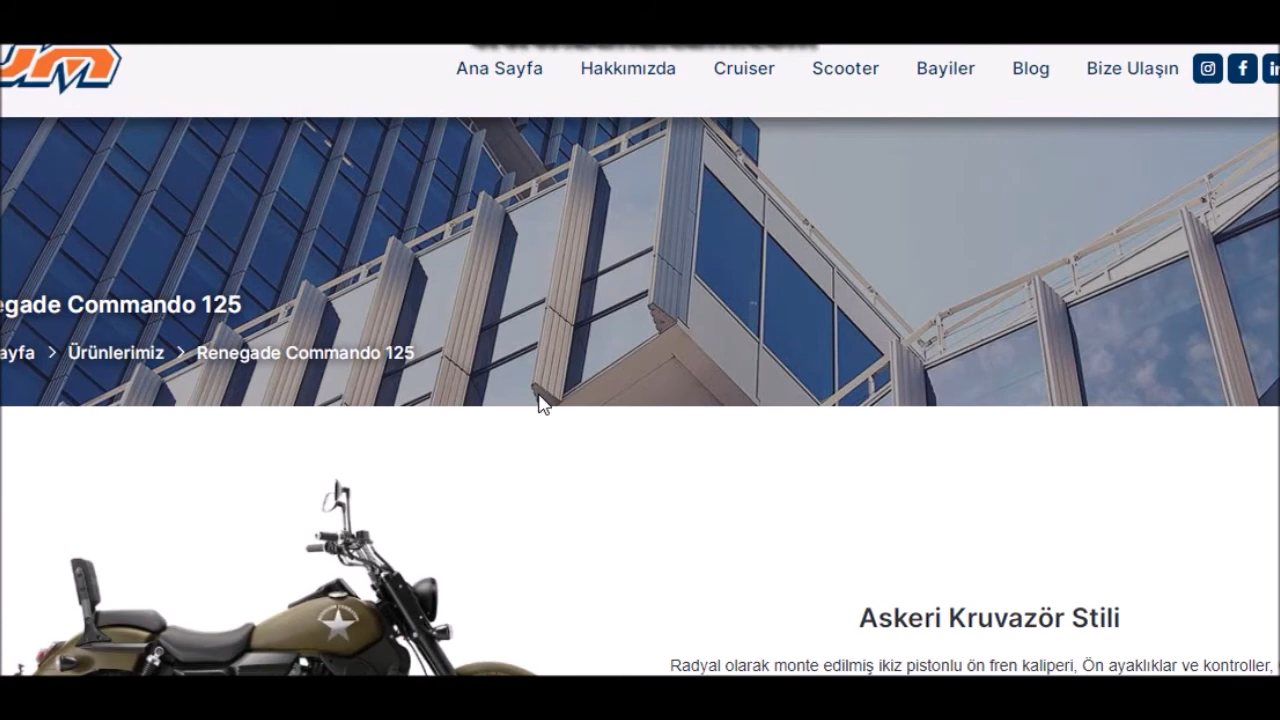 Ana Sayfa Hakkımızda Cruiser Scooter Bayiler Blog Bize Ulaşın
egade Commando 125
ayfa > Ürünlerimiz > Renegade Commando 125
Askeri Kruvazör Stili
Radyal olarak monte edilmiş ikiz pistonlu ön fren kaliperi, Ön ayaklıklar ve kontroller,